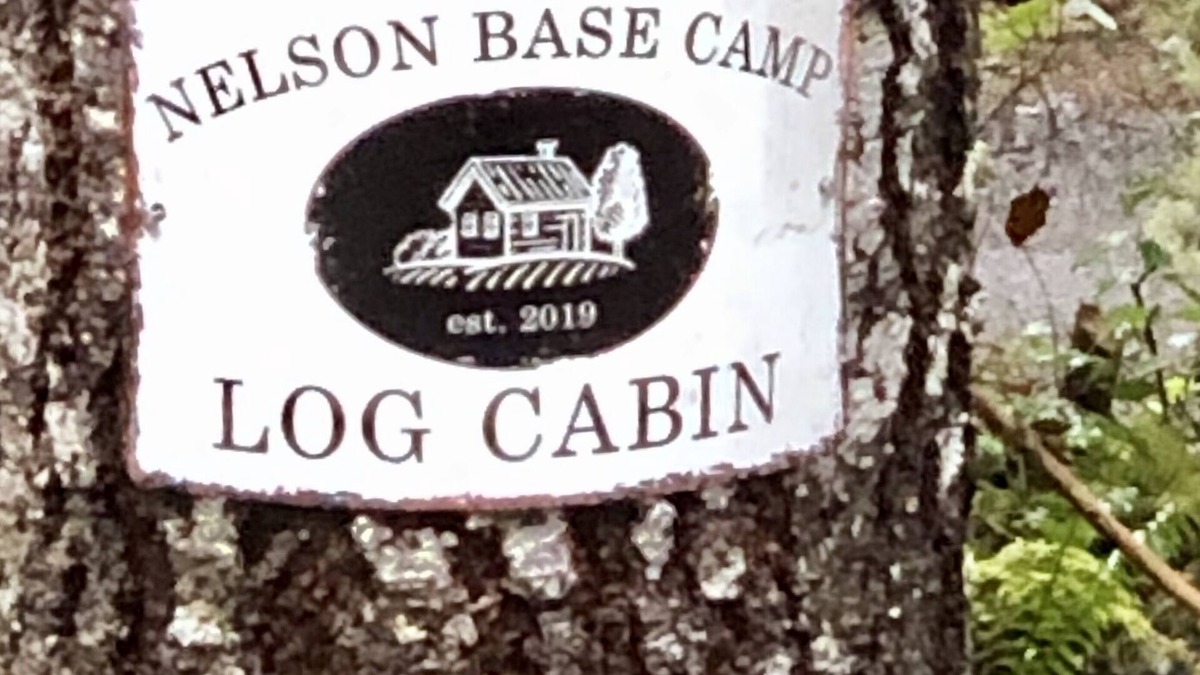 NELSON BASE CAMP
est. 2019
LOG CABIN